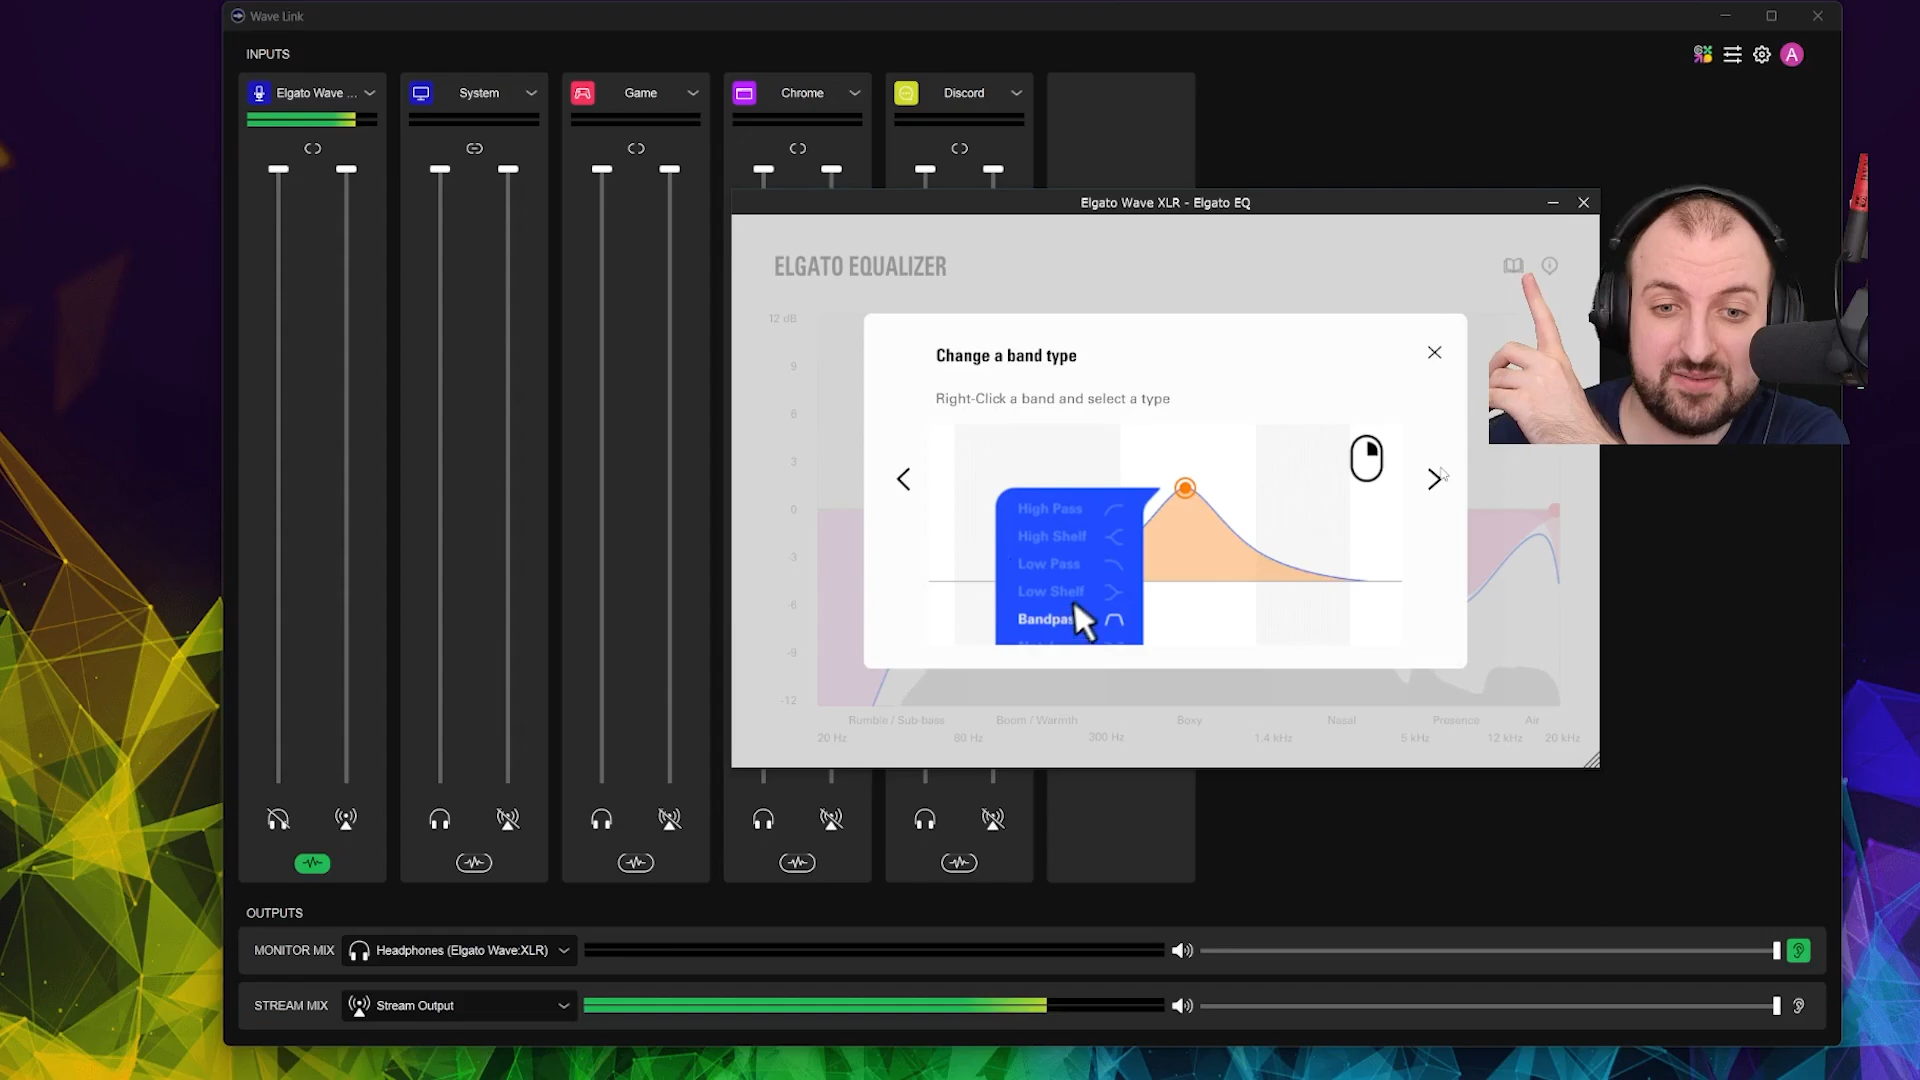 Wave Link
INPUTS
A
Elgato Wave ...
System
Game
Chrome
Discord
Elgato Wave XLR - Elgato EQ
ELGATO EQUALIZER
12 dB
9
6
3
0
-3
-6
-9
-12
Change a band type
Right-Click a band and select a type
High Pass
High Shelf
Low Pass
Low Shelf
Rumble / Sub-bass
Boom / Warmth
Boxy
Nasal
Presence
Air
20 Hz
80 Hz
300 Hz
1.4 kHz
5 kHz
12 kHz
20 kHz
OUTPUTS
MONITOR MIX
Headphones (Elgato Wave:XLR)
STREAM MIX
Stream Output